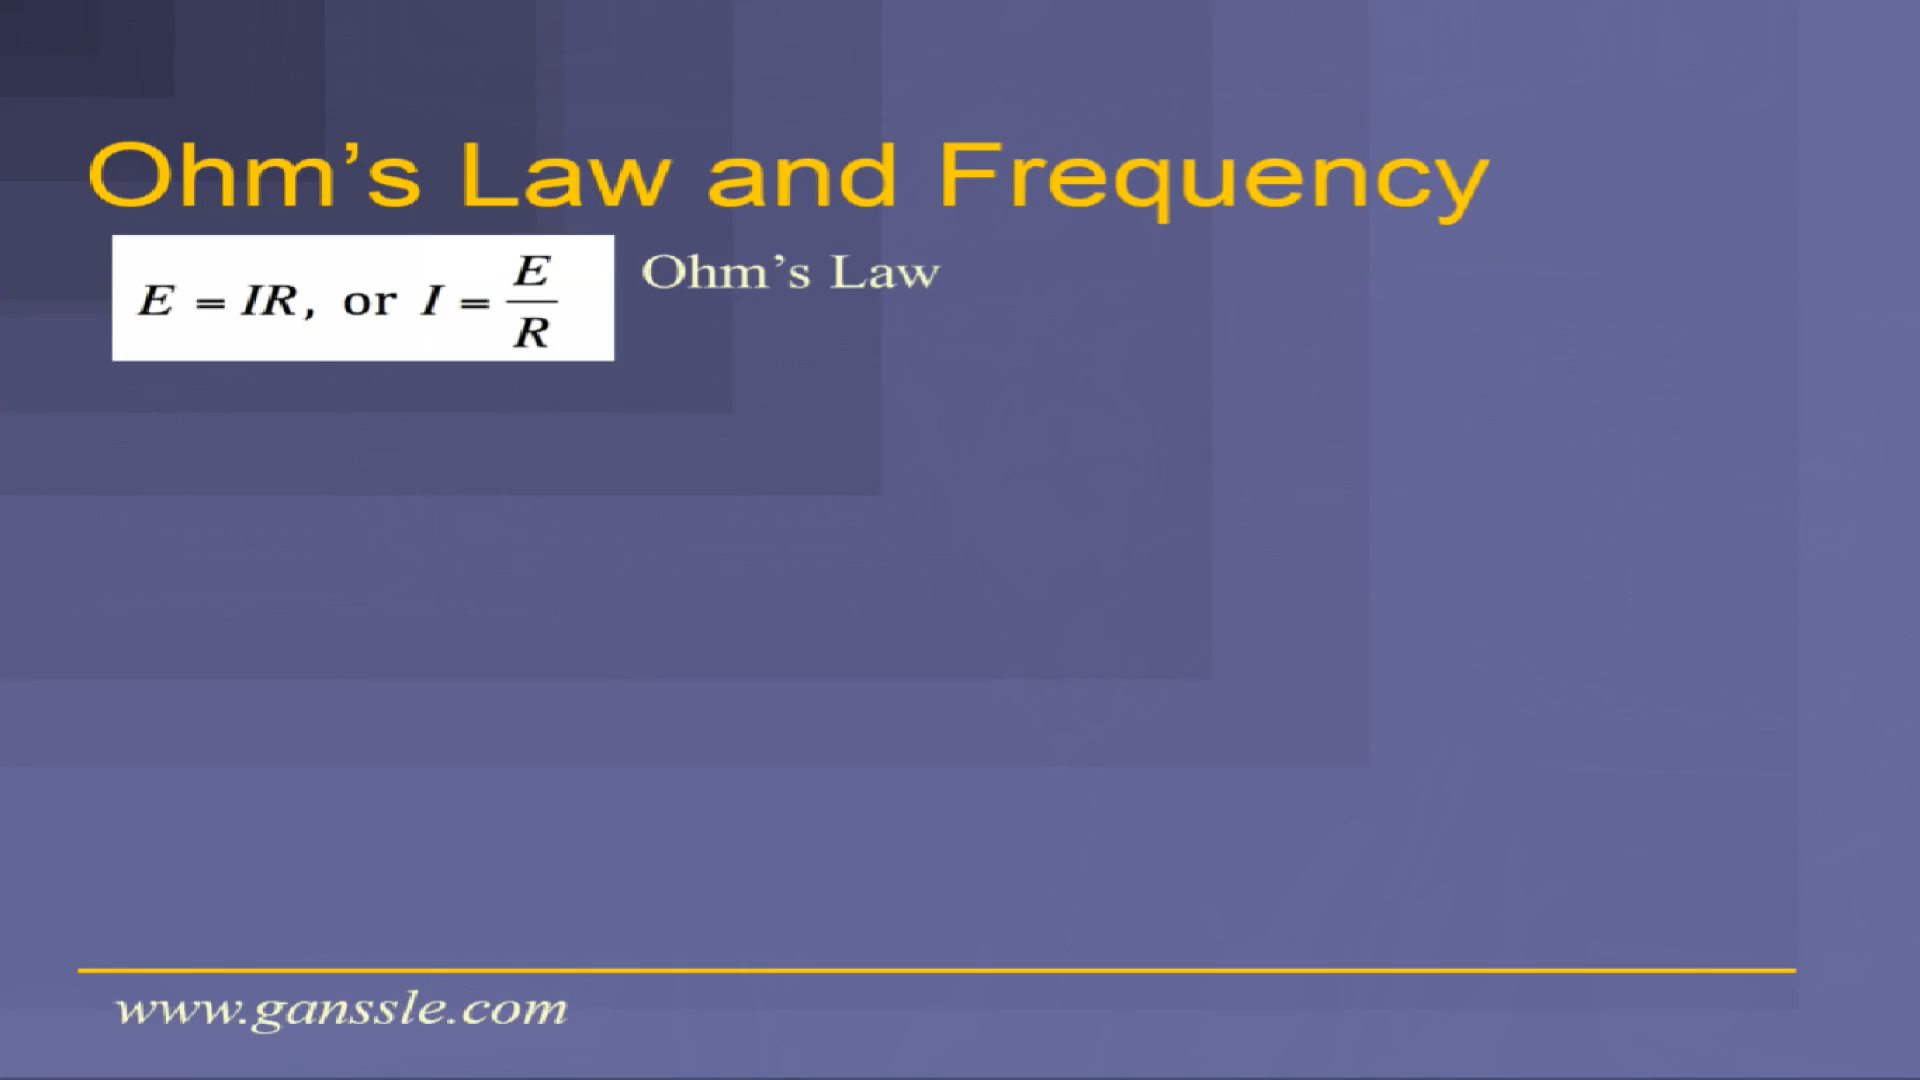 Ohm’s Law and Frequency
E = IR, or I = E/R
Ohm’s Law
www.ganssle.com